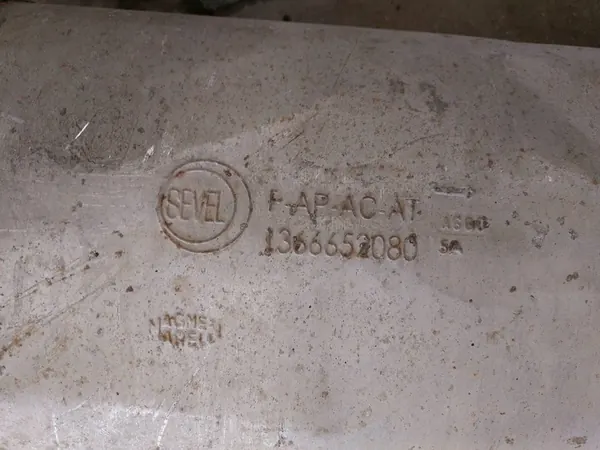 SEVEL
F-AP-AC-AT
1366652080
MAGNETI
MARELLI